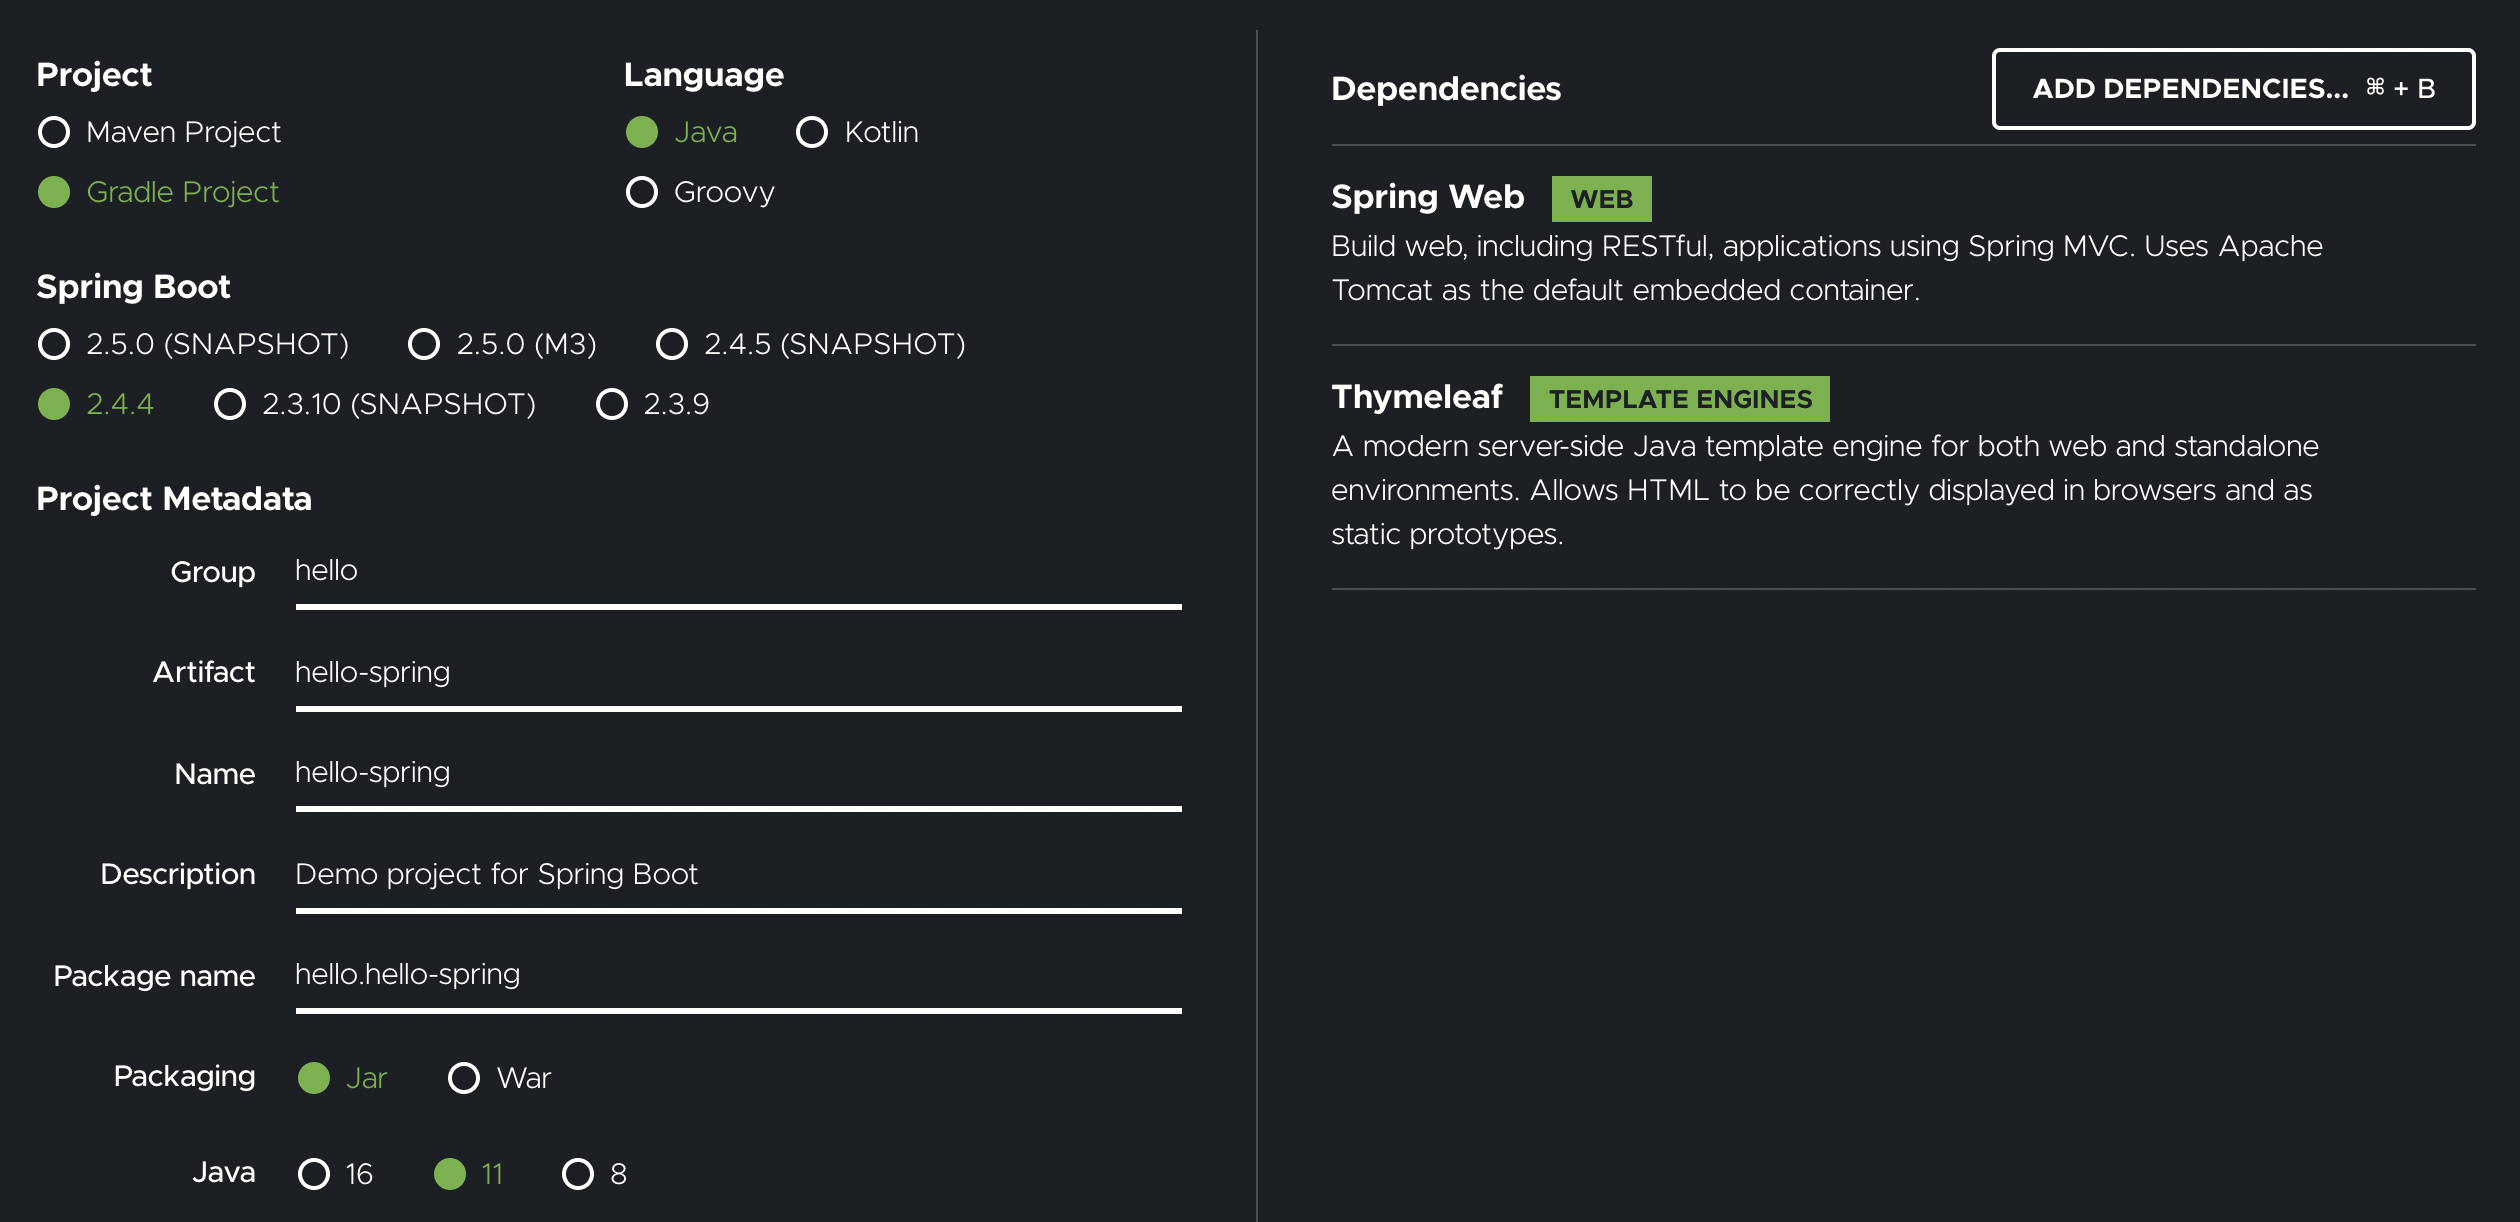 Project
Maven Project
Gradle Project
Language
Java Kotlin
Groovy
Spring Boot
2.5.0 (SNAPSHOT) 2.5.0 (M3) 2.4.5 (SNAPSHOT)
2.4.4 2.3.10 (SNAPSHOT) 2.3.9
Project Metadata
Group hello
Artifact hello-spring
Name hello-spring
Description Demo project for Spring Boot
Package name hello.hello-spring
Packaging Jar War
Java 16 11 8
Dependencies
ADD DEPENDENCIES... ⌘ + B
Spring Web WEB
Build web, including RESTful, applications using Spring MVC. Uses Apache
Tomcat as the default embedded container.
Thymeleaf TEMPLATE ENGINES
A modern server-side Java template engine for both web and standalone
environments. Allows HTML to be correctly displayed in browsers and as
static prototypes.